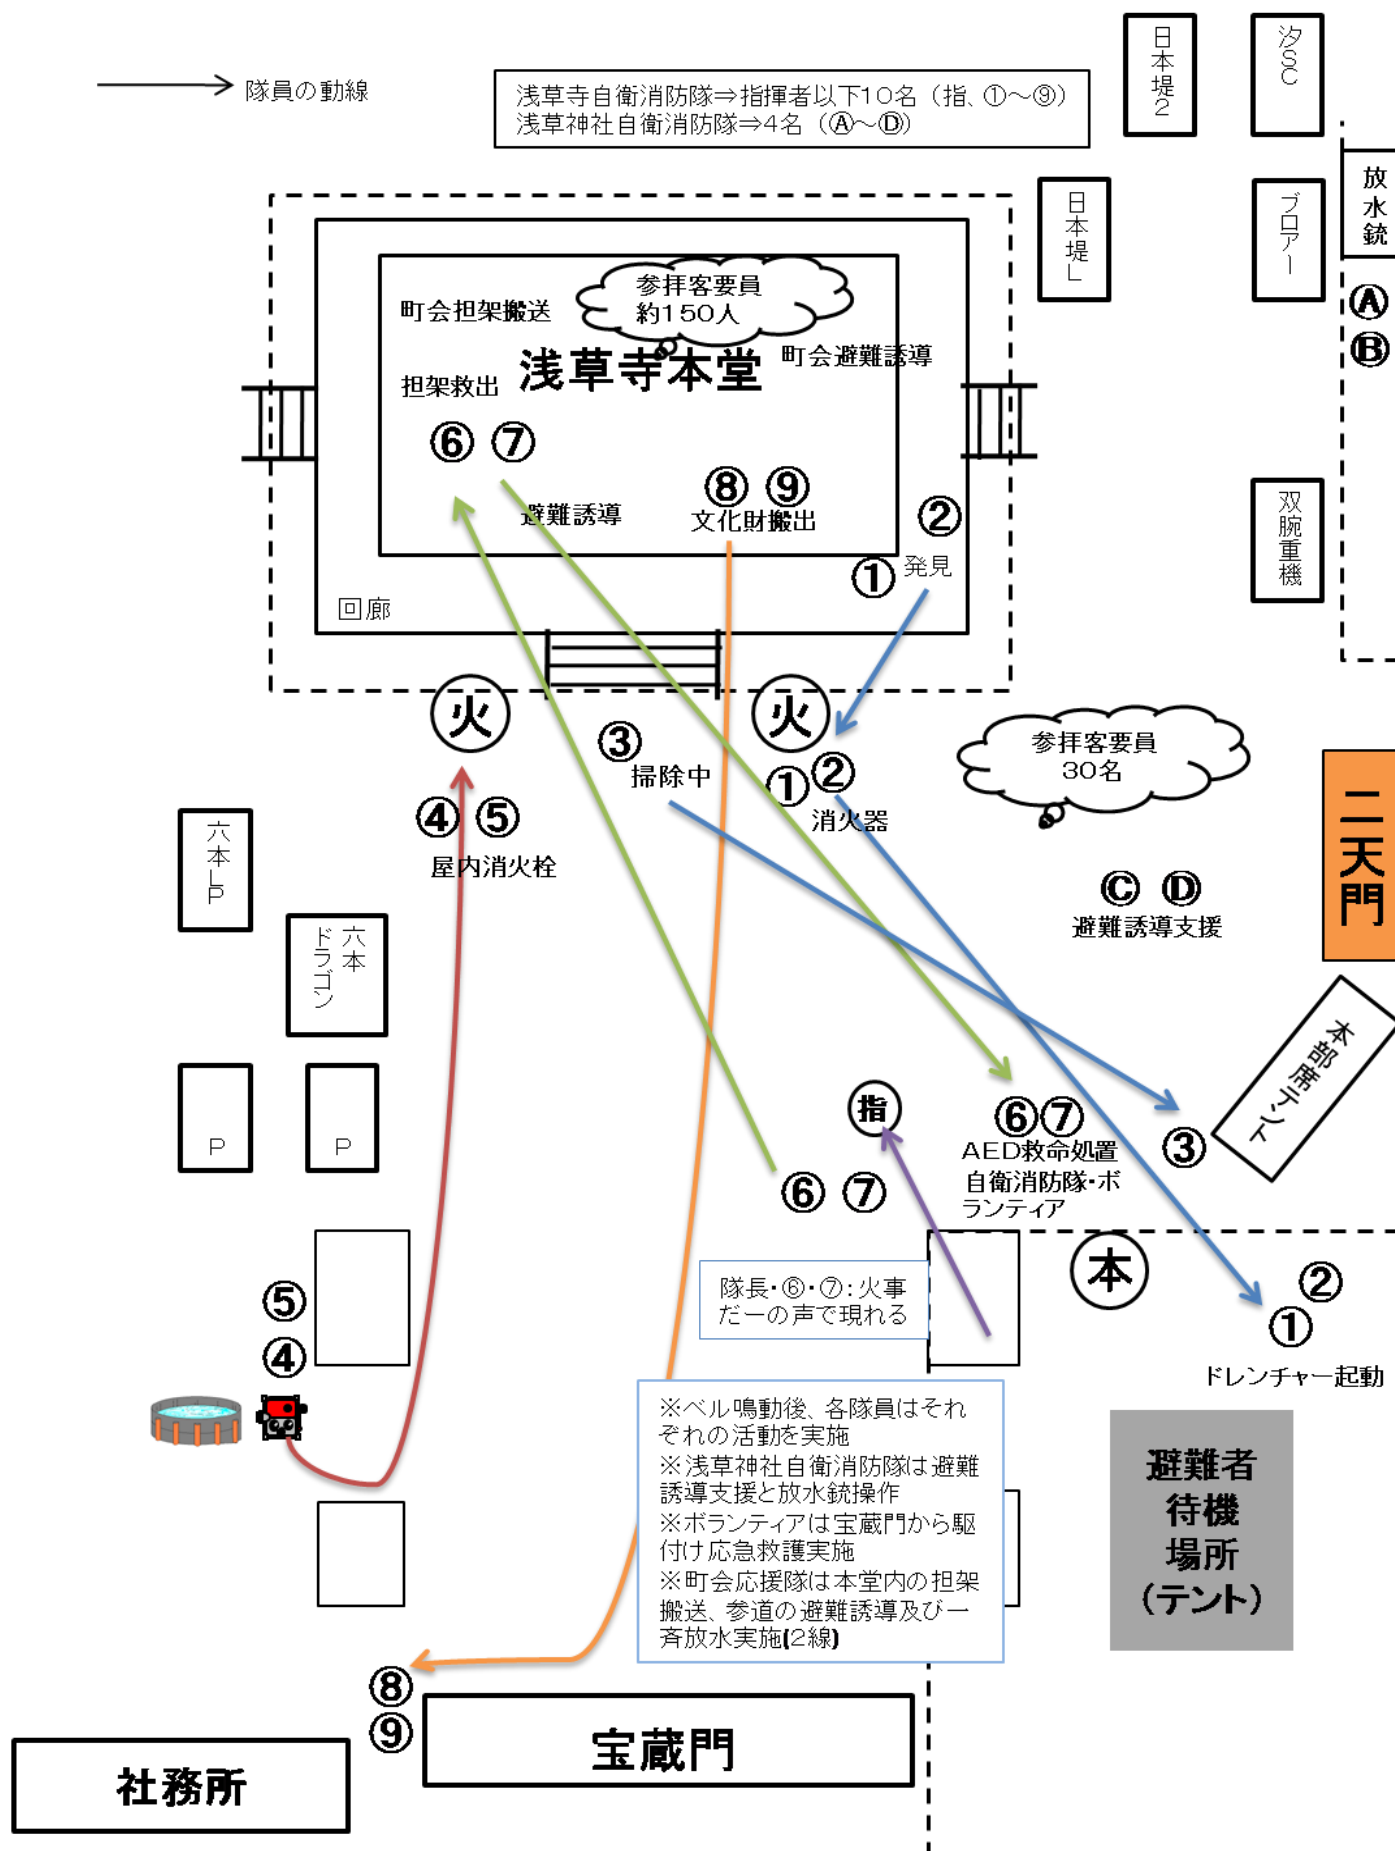 隊員の動線
浅草寺自衛消防隊⇒指揮者以下10名（指、①～⑨）
浅草神社自衛消防隊⇒4名（Ⓐ～Ⓓ）
日本堤2
汐SC
放水銃
日本堤L
ブロアー
Ⓐ
Ⓑ
参拝客要員
約150人
町会担架搬送
町会避難誘導
浅草寺本堂
担架救出
⑥ ⑦
⑧ ⑨
文化財搬出
避難誘導
②
① 発見
双腕重機
回廊
火
火
③
掃除中
① ②
消火器
参拝客要員
30名
④ ⑤
屋内消火栓
二天門
六本LP
六本
ドラゴン
Ⓒ Ⓓ
避難誘導支援
本部席テント
P
P
指
⑥⑦
AED救命処置
自衛消防隊・ボ
ランティア
③
⑥ ⑦
本
隊長・⑥・⑦：火事
だーの声で現れる
②
①
ドレンチャー起動
⑤
④
※ベル鳴動後、各隊員はそれ
ぞれの活動を実施
※浅草神社自衛消防隊は避難
誘導支援と放水銃操作
※ボランティアは宝蔵門から駆
付け応急救護実施
※町会応援隊は本堂内の担架
搬送、参道の避難誘導及び一
斉放水実施(2線)
避難者
待機
場所
（テント）
⑧
⑨
宝蔵門
社務所